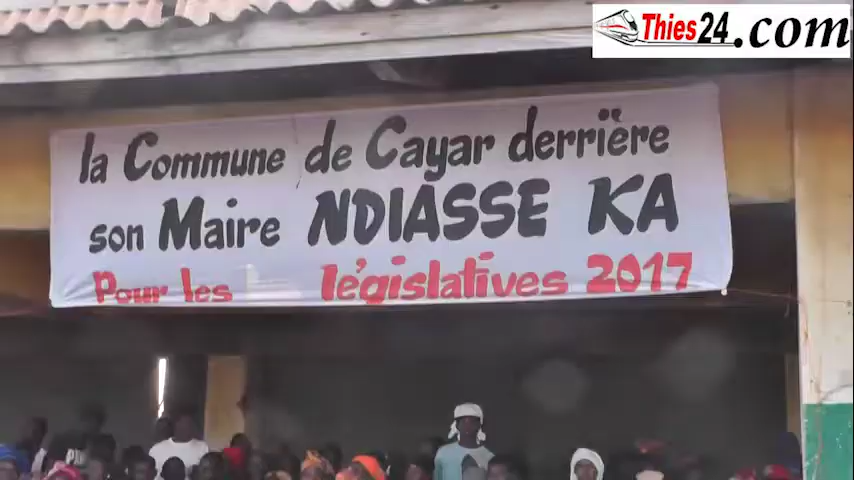 Thies24.com
la Commune de Cayar derrière
son Maire NDIASSE KA
Pour les législatives 2017